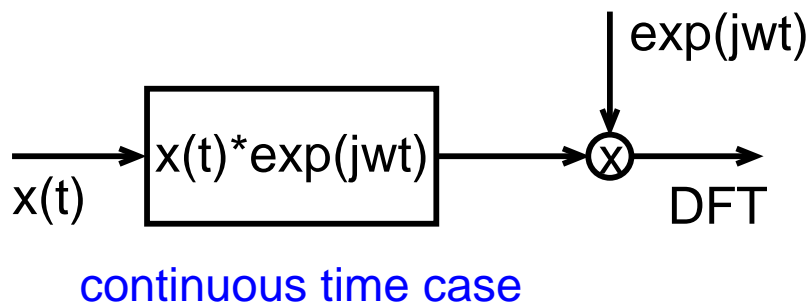 exp(jwt)
x(t)*exp(jwt)
x
x(t)
DFT
continuous time case